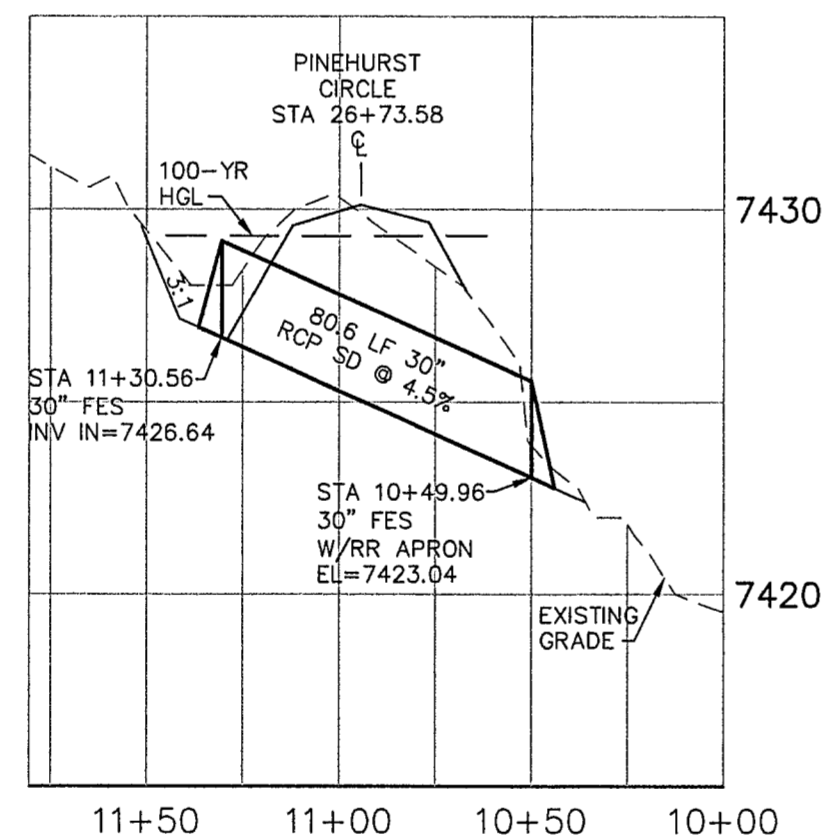 PINEHURST
CIRCLE
STA 26+73.58
℄
100-YR
HGL
7430
3:1
80.6 LF 30"
RCP SD @ 4.5%
STA 11+30.56
30" FES
INV IN=7426.64
STA 10+49.96
30" FES
W/RR APRON
EL=7423.04
7420
EXISTING
GRADE
11+50
11+00
10+50
10+00